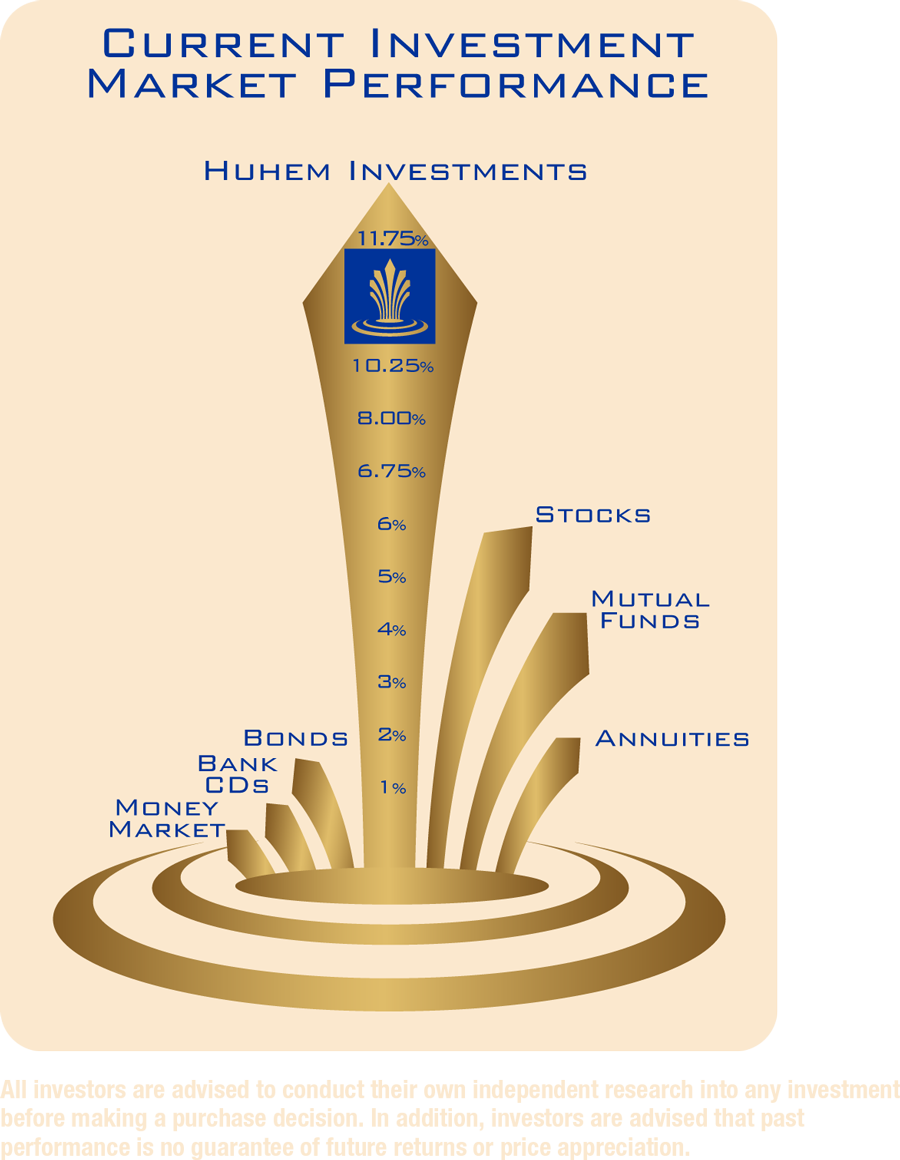 Current Investment
Market Performance
Huhem Investments
11.75%
10.25%
8.00%
6.75%
6%
5%
4%
3%
2%
1%
Stocks
Mutual
Funds
Annuities
Bonds
Bank
CDs
Money
Market
All investors are advised to conduct their own independent research into any investment
before making a purchase decision. In addition, investors are advised that past
performance is no guarantee of future returns or price appreciation.